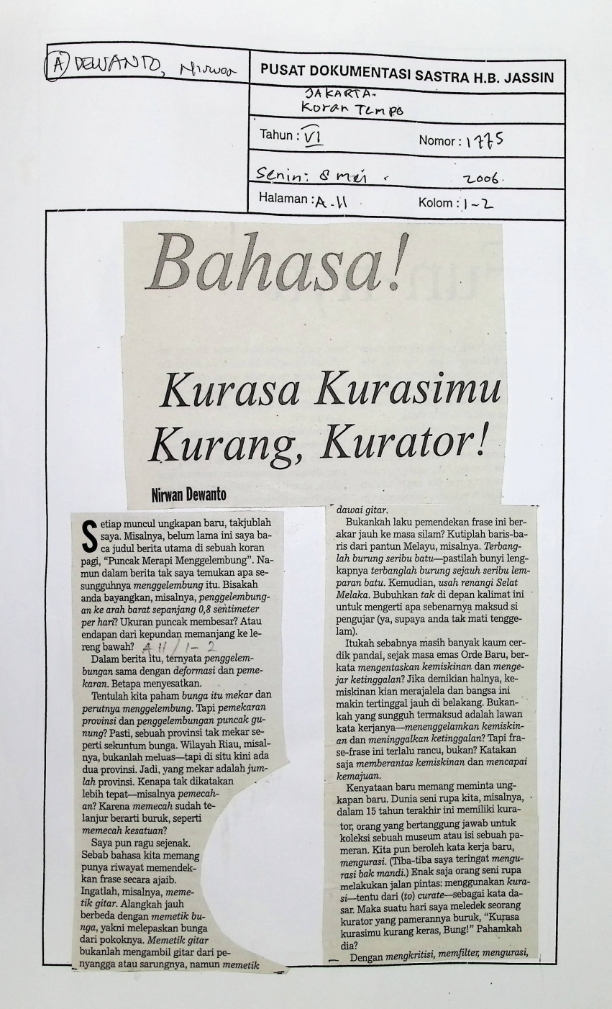 (A) DEWANTO, Nirwan
PUSAT DOKUMENTASI SASTRA H.B. JASSIN
JAKARTA.
Koran Tempo
Tahun : VI Nomor : 1775
Senin: 8 mei . 2006.
Halaman : A-11 Kolom : 1-2
Bahasa!
Kurasa Kurasimu
Kurang, Kurator!
Nirwan Dewanto
Setiap muncul ungkapan baru, takjublah
saya. Misalnya, belum lama ini saya ba-
ca judul berita utama di sebuah koran
pagi, "Puncak Merapi Menggelembung". Na-
mun dalam berita tak saya temukan apa se-
sungguhnya menggelembung itu. Bisakah
anda bayangkan, misalnya, penggelembung-
an ke arah barat sepanjang 0,8 sentimeter
per hari? Ukuran puncak membesar? Atau
endapan dari kepundan memanjang ke le-
reng bawah? A11/1-2
Dalam berita itu, ternyata penggelem-
bungan sama dengan deformasi dan peme-
karan. Betapa menyesatkan.
Tentulah kita paham bunga itu mekar dan
perutnya menggelembung. Tapi pemekaran
provinsi dan penggelembungan puncak gu-
nung? Pasti, sebuah provinsi tak mekar se-
perti sekuntum bunga. Wilayah Riau, misal-
nya, bukanlah meluas—tapi di situ kini ada
dua provinsi. Jadi, yang mekar adalah jum-
lah provinsi. Kenapa tak dikatakan
lebih tepat—misalnya pemecah-
an? Karena memecah sudah te-
lanjur berarti buruk, seperti
memecah kesatuan?
Saya pun ragu sejenak.
Sebab bahasa kita memang
punya riwayat memendek-
kan frase secara ajaib.
Ingatlah, misalnya, meme-
tik gitar. Alangkah jauh
berbeda dengan memetik bu-
nga, yakni melepaskan bunga
dari pokoknya. Memetik gitar
bukanlah mengambil gitar dari pe-
nyangga atau sarungnya, namun memetik
dawai gitar.
Bukankah laku pemendekan frase ini ber-
akar jauh ke masa silam? Kutiplah baris-ba-
ris dari pantun Melayu, misalnya. Terbang-
lah burung seribu batu—pastilah bunyi leng-
kapnya terbanglah burung sejauh seribu lem-
paran batu. Kemudian, usah renangi Selat
Melaka. Bubuhkan tak di depan kalimat ini
untuk mengerti apa sebenarnya maksud si
pengujar (ya, supaya anda tak mati tengge-
lam).
Itukah sebabnya masih banyak kaum cer-
dik pandai, sejak masa emas Orde Baru, ber-
kata mengentaskan kemiskinan dan menge-
jar ketinggalan? Jika demikian halnya, ke-
miskinan kian merajalela dan bangsa ini
makin tertinggal jauh di belakang. Bukan-
kah yang sungguh termaksud adalah lawan
kata kerjanya—menenggelamkan kemiskin-
an dan meninggalkan ketinggalan? Tapi fra-
se-frase ini terlalu rancu, bukan? Katakan
saja memberantas kemiskinan dan mencapai
kemajuan.
Kenyataan baru memang meminta ung-
kapan baru. Dunia seni rupa kita, misalnya,
dalam 15 tahun terakhir ini memiliki kura-
tor, orang yang bertanggung jawab untuk
koleksi sebuah museum atau isi sebuah pa-
meran. Kita pun beroleh kata kerja baru,
mengurasi. (Tiba-tiba saya teringat mengu-
rasi bak mandi.) Enak saja orang seni rupa
melakukan jalan pintas: menggunakan kura-
si—tentu dari (to) curate—sebagai kata da-
sar. Maka suatu hari saya meledek seorang
kurator yang pamerannya buruk, "Kurasa
kurasimu kurang keras, Bung!" Pahamkah
dia?
Dengan mengkritisi, memfilter, mengurasi,